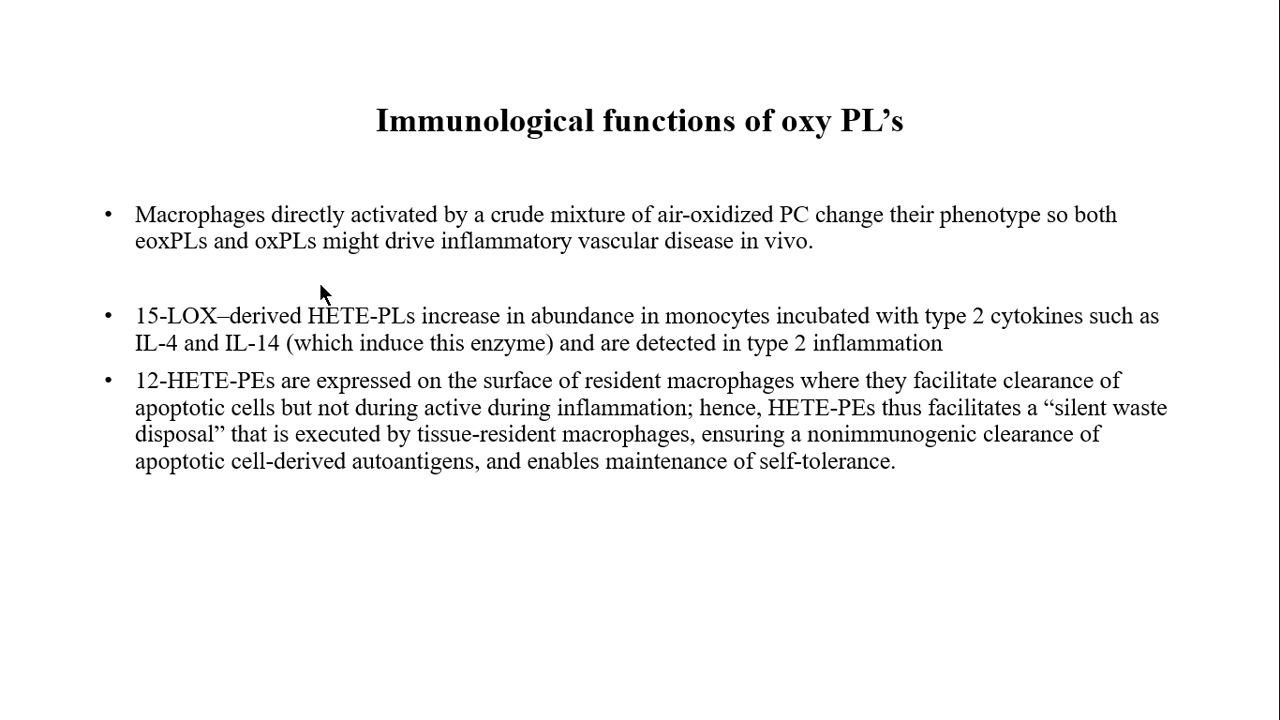 Immunological functions of oxy PL’s
• Macrophages directly activated by a crude mixture of air-oxidized PC change their phenotype so both
eoxPLs and oxPLs might drive inflammatory vascular disease in vivo.
• 15-LOX–derived HETE-PLs increase in abundance in monocytes incubated with type 2 cytokines such as
IL-4 and IL-14 (which induce this enzyme) and are detected in type 2 inflammation
• 12-HETE-PEs are expressed on the surface of resident macrophages where they facilitate clearance of
apoptotic cells but not during active during inflammation; hence, HETE-PEs thus facilitates a “silent waste
disposal” that is executed by tissue-resident macrophages, ensuring a nonimmunogenic clearance of
apoptotic cell-derived autoantigens, and enables maintenance of self-tolerance.